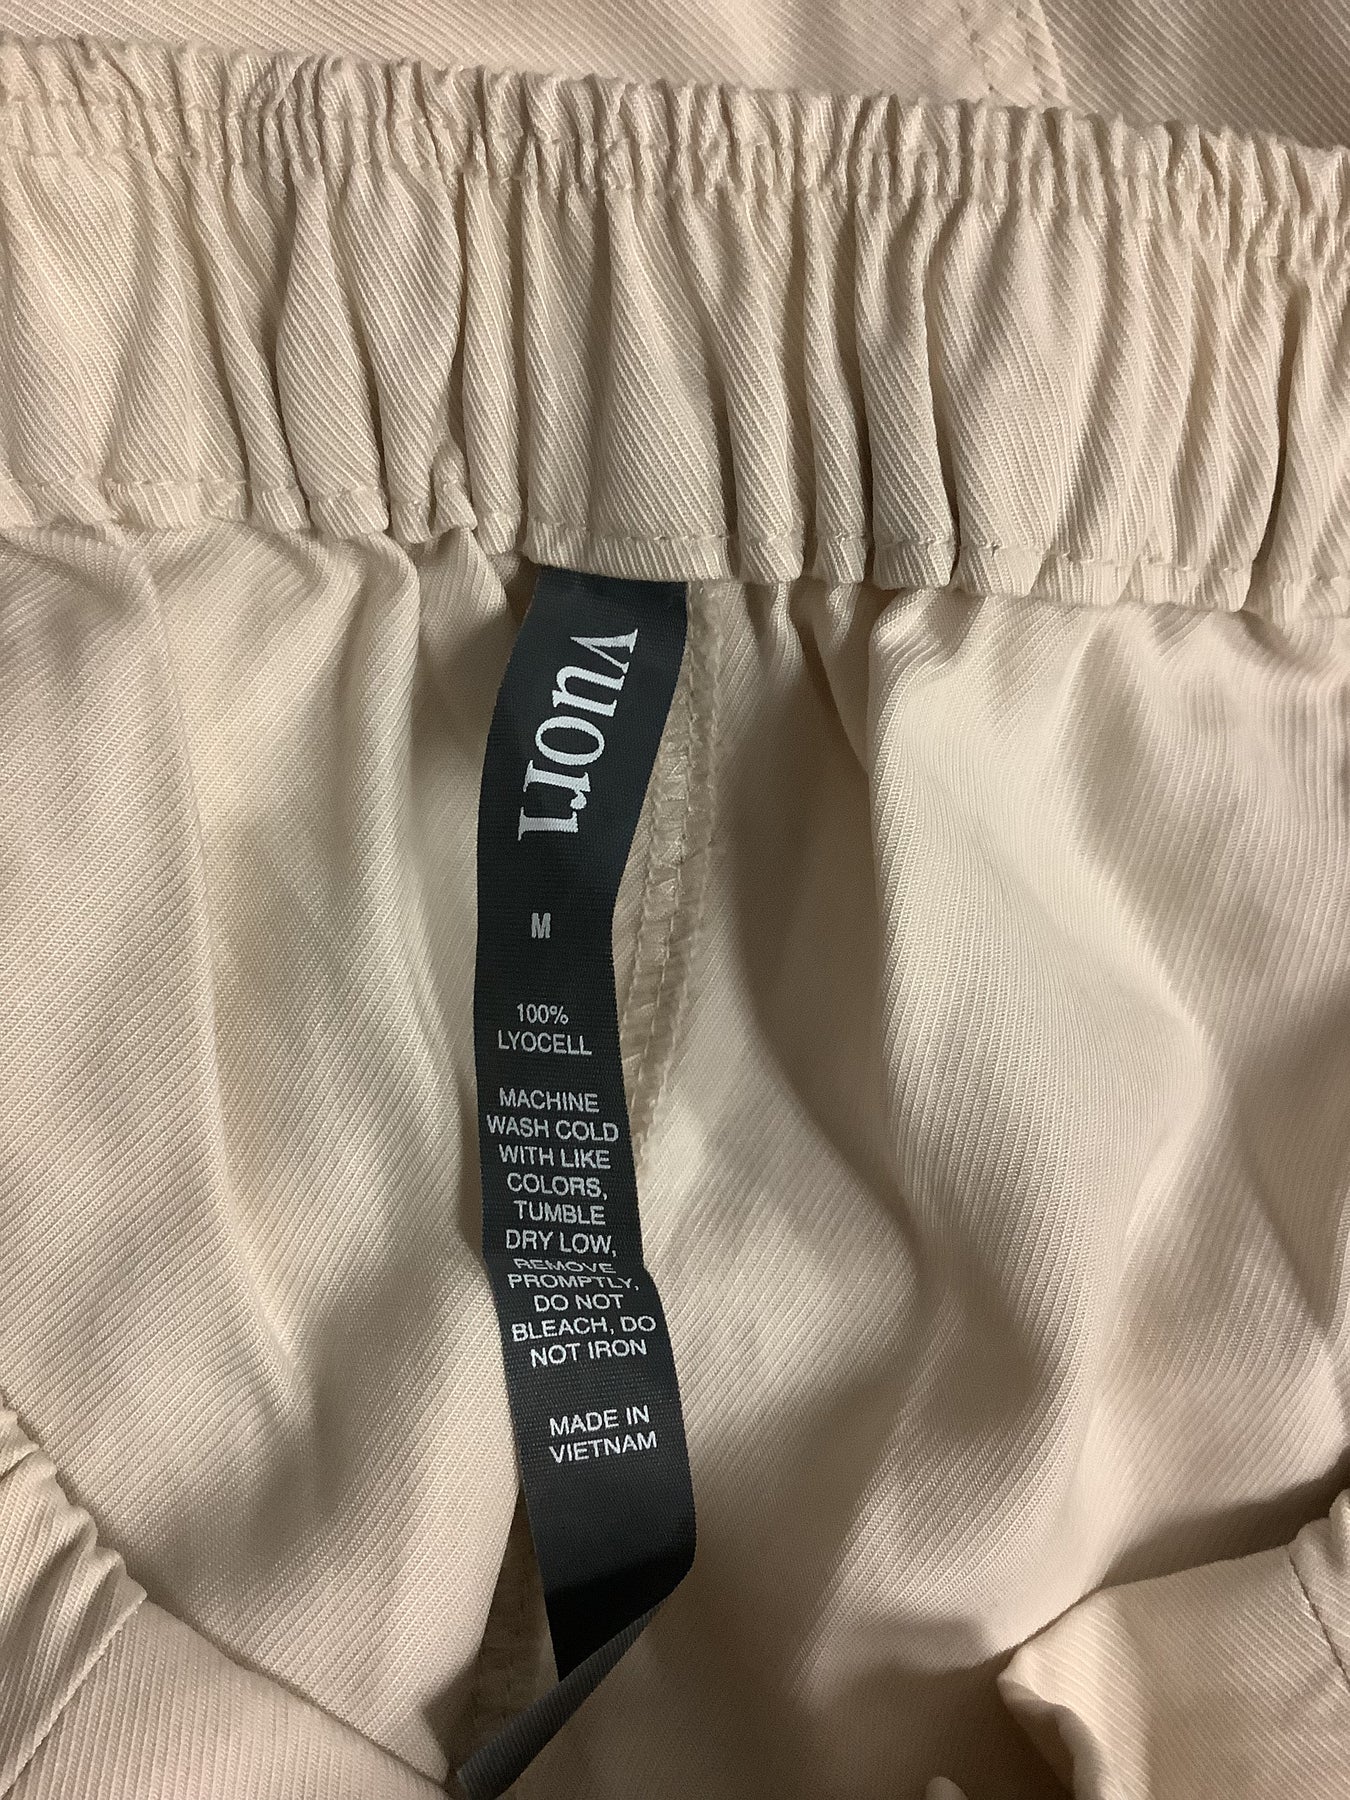 vuori
M
100%
LYOCELL
MACHINE
WASH COLD
WITH LIKE
COLORS,
TUMBLE
DRY LOW,
REMOVE
PROMPTLY,
DO NOT
BLEACH, DO
NOT IRON
MADE IN
VIETNAM